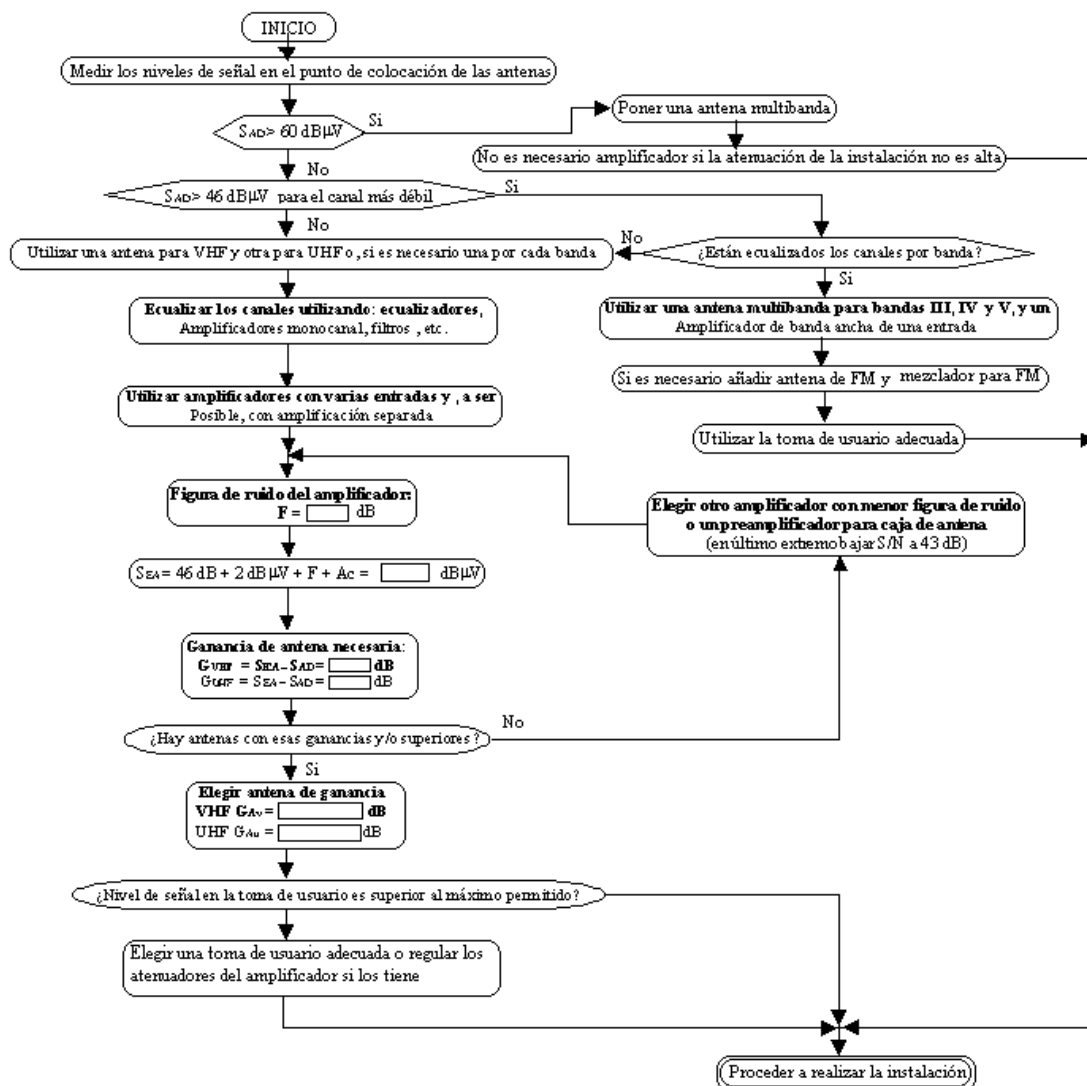 INICIO
Medir los niveles de señal en el punto de colocación de las antenas
SAD> 60 dBµV
Si
Poner una antena multibanda
No es necesario amplificador si la atenuación de la instalación no es alta
No
SAD> 46 dBµV para el canal más débil
Si
No
Utilizar una antena para VHF y otra para UHF o , si es necesario una por cada banda
No
¿Están ecualizados los canales por banda?
Si
Ecualizar los canales utilizando: ecualizadores,
Amplificadores monocanal, filtros , etc.
Utilizar una antena multibanda para bandas III, IV y V, y un
Amplificador de banda ancha de una entrada
Si es necesario añadir antena de FM y mezclador para FM
Utilizar amplificadores con varias entradas y , a ser
Posible, con amplificación separada
Utilizar la toma de usuario adecuada
Figura de ruido del amplificador:
F = dB
Elegir otro amplificador con menor figura de ruido
o un preamplificador para caja de antena
(en último extremo bajar S/N a 43 dB)
SEA = 46 dB + 2 dBµV + F + Ac = dBµV
Ganancia de antena necesaria:
GVHF = SEA - SAD = dB
GUHF = SEA - SAD = dB
No
¿Hay antenas con esas ganancias y/o superiores?
Si
Elegir antena de ganancia
VHF GAv = dB
UHF GAu = dB
¿Nivel de señal en la toma de usuario es superior al máximo permitido?
Elegir una toma de usuario adecuada o regular los
atenuadores del amplificador si los tiene
Proceder a realizar la instalación